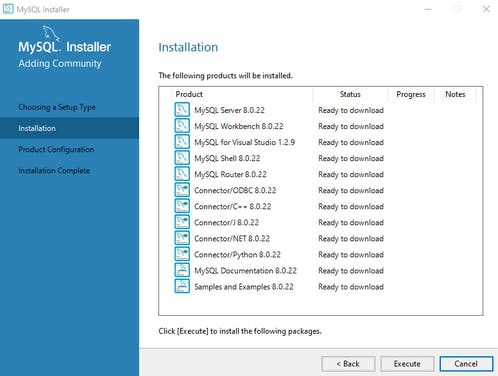 MySQL Installer
MySQL. Installer
Adding Community
Choosing a Setup Type
Installation
Product Configuration
Installation Complete
Installation
The following products will be installed.
Product Status Progress Notes
MySQL Server 8.0.22 Ready to download
MySQL Workbench 8.0.22 Ready to download
MySQL for Visual Studio 1.2.9 Ready to download
MySQL Shell 8.0.22 Ready to download
MySQL Router 8.0.22 Ready to download
Connector/ODBC 8.0.22 Ready to download
Connector/C++ 8.0.22 Ready to download
Connector/J 8.0.22 Ready to download
Connector/NET 8.0.22 Ready to download
Connector/Python 8.0.22 Ready to download
MySQL Documentation 8.0.22 Ready to download
Samples and Examples 8.0.22 Ready to download
Click [Execute] to install the following packages.
< Back Execute Cancel